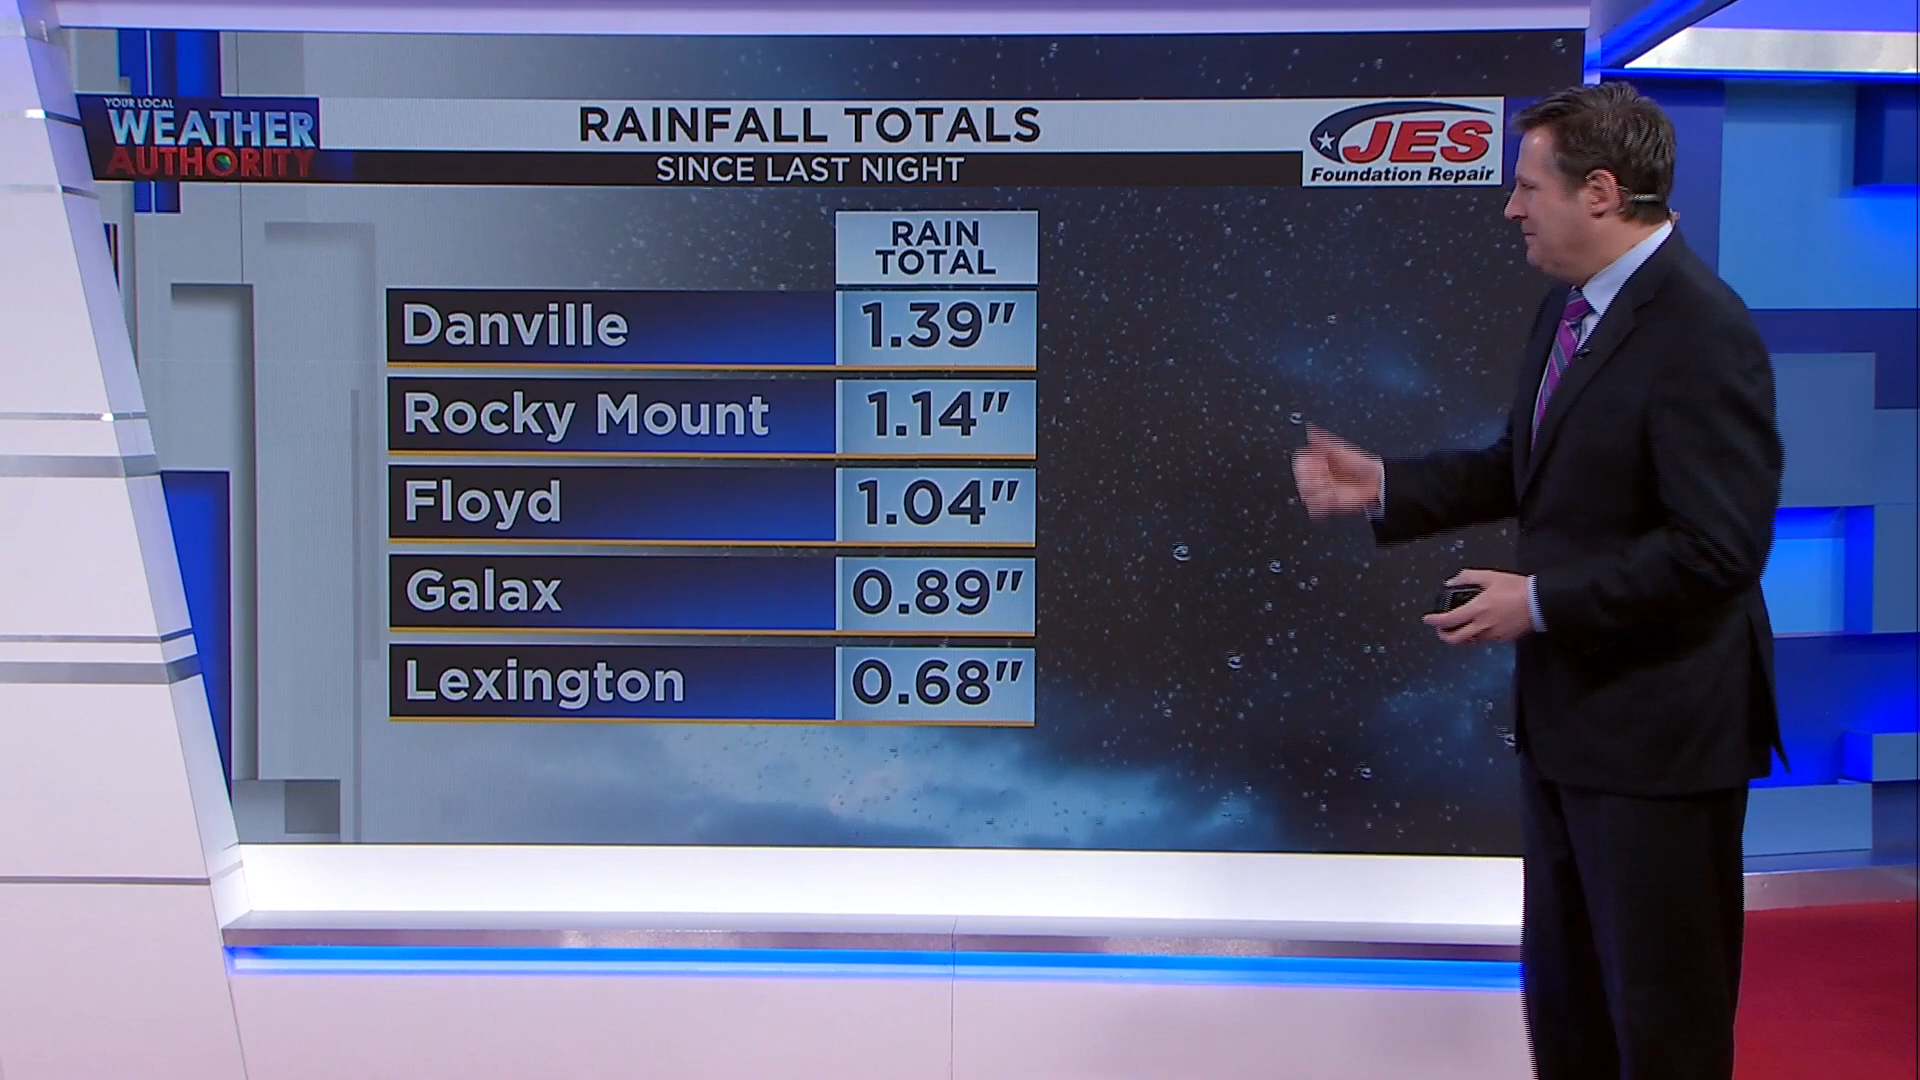 YOUR LOCAL
WEATHER
AUTHORITY
RAINFALL TOTALS
SINCE LAST NIGHT
JES
Foundation Repair
RAIN
TOTAL
Danville 1.39"
Rocky Mount 1.14"
Floyd 1.04"
Galax 0.89"
Lexington 0.68"